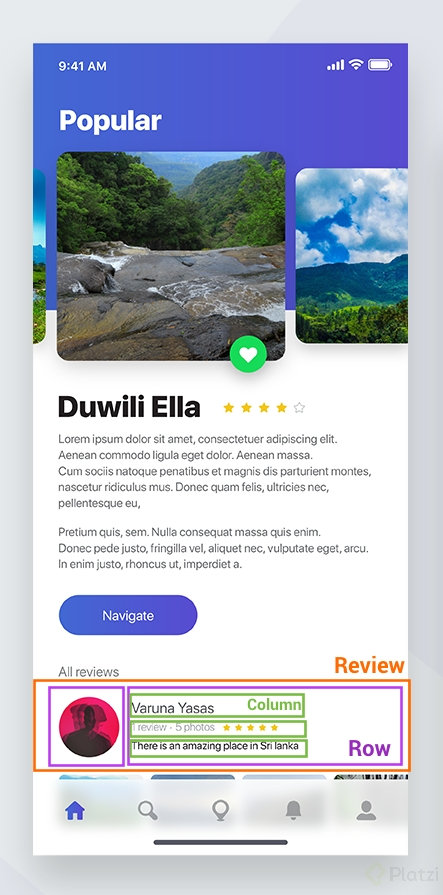 9:41 AM
Popular
Duwili Ella
Lorem ipsum dolor sit amet, consectetuer adipiscing elit.
Aenean commodo ligula eget dolor. Aenean massa.
Cum sociis natoque penatibus et magnis dis parturient montes,
nascetur ridiculus mus. Donec quam felis, ultricies nec,
pellentesque eu,
Pretium quis, sem. Nulla consequat massa quis enim.
Donec pede justo, fringilla vel, aliquet nec, vulputate eget, arcu.
In enim justo, rhoncus ut, imperdiet a.
Navigate
All reviews
Review
Varuna Yasas
Column
1 review - 5 photos
There is an amazing place in Sri lanka
Row
Platzi